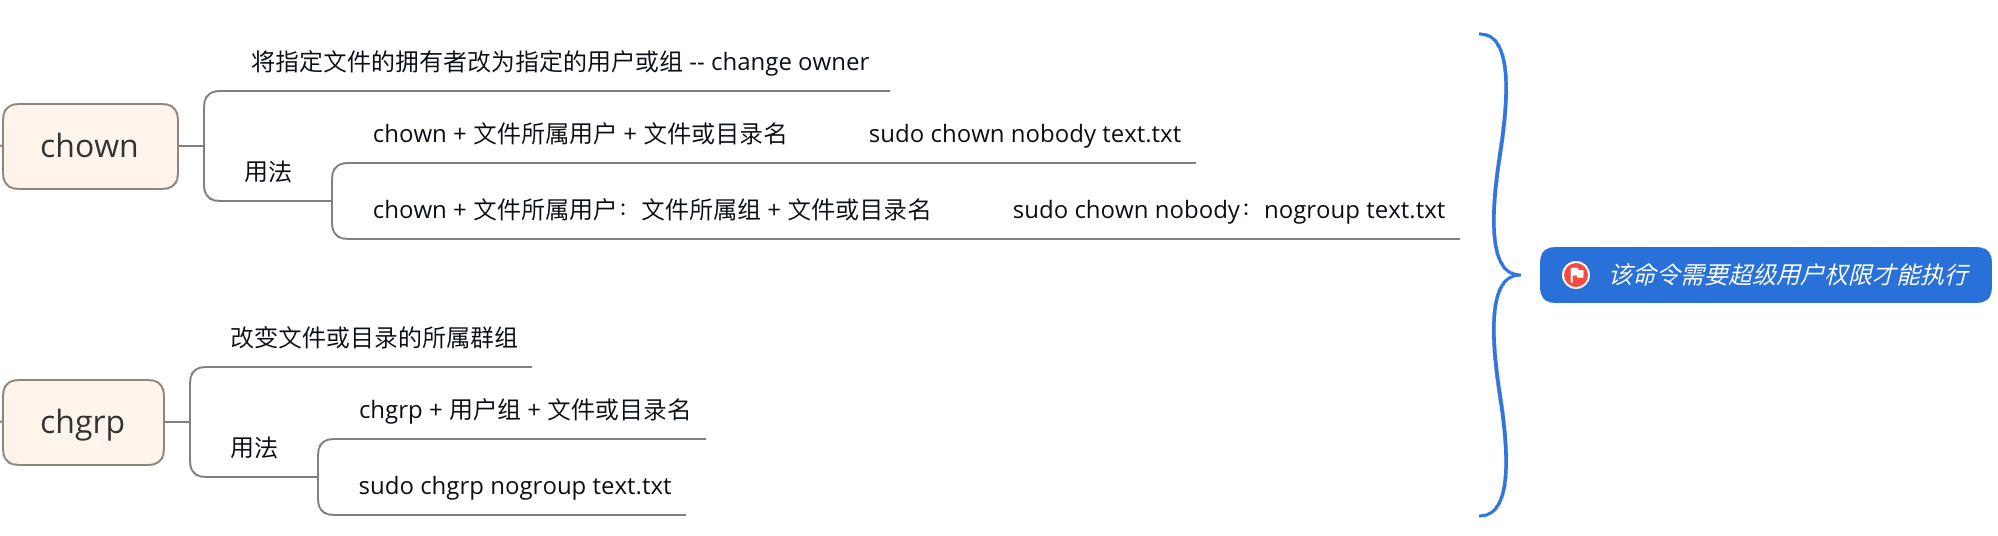 将指定文件的拥有者改为指定的用户或组 -- change owner
chown
chown + 文件所属用户 + 文件或目录名
sudo chown nobody text.txt
用法
chown + 文件所属用户：文件所属组 + 文件或目录名
sudo chown nobody：nogroup text.txt
该命令需要超级用户权限才能执行
改变文件或目录的所属群组
chgrp
chgrp + 用户组 + 文件或目录名
用法
sudo chgrp nogroup text.txt